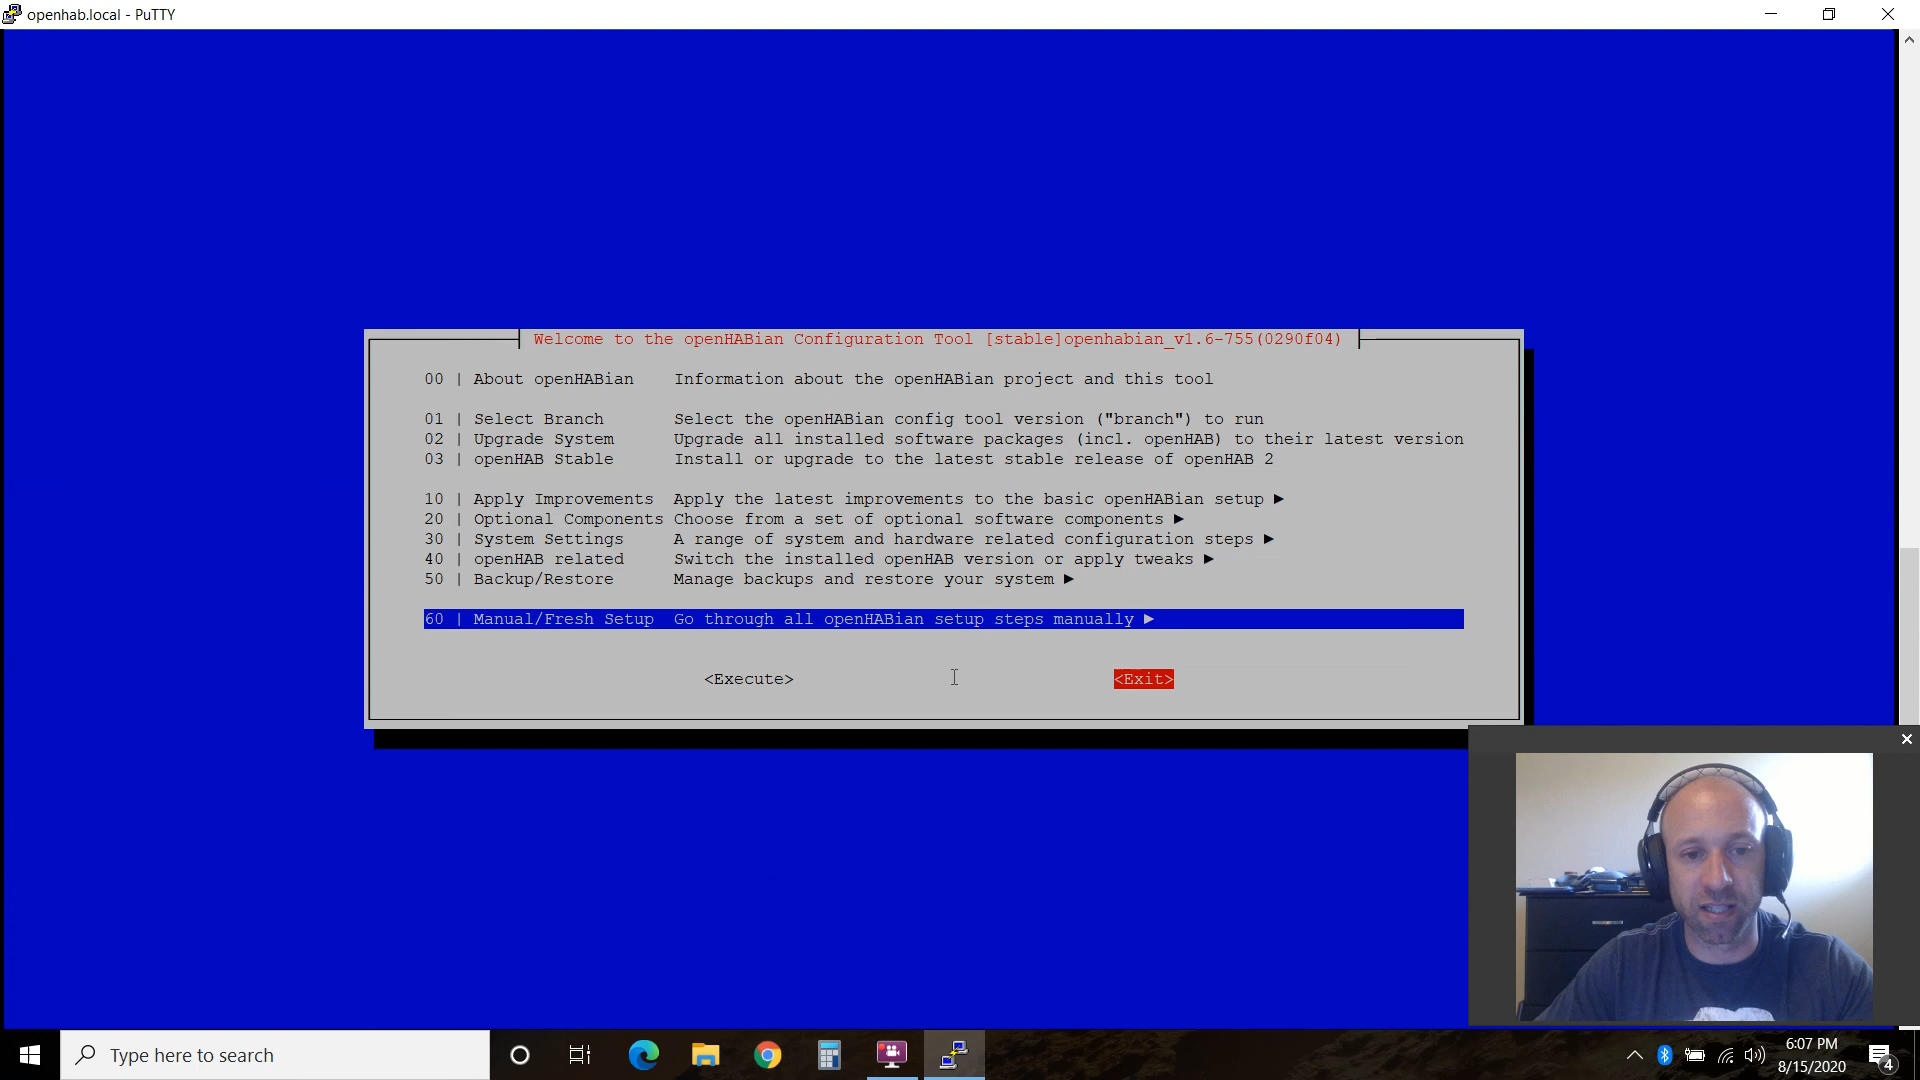 openhab.local - PuTTY
Welcome to the openHABian Configuration Tool [stable]openhabian_v1.6-755(0290f04)
00 | About openHABian Information about the openHABian project and this tool
01 | Select Branch Select the openHABian config tool version ("branch") to run
02 | Upgrade System Upgrade all installed software packages (incl. openHAB) to their latest version
03 | openHAB Stable Install or upgrade to the latest stable release of openHAB 2
10 | Apply Improvements Apply the latest improvements to the basic openHABian setup ►
20 | Optional Components Choose from a set of optional software components ►
30 | System Settings A range of system and hardware related configuration steps ►
40 | openHAB related Switch the installed openHAB version or apply tweaks ►
50 | Backup/Restore Manage backups and restore your system ►
60 | Manual/Fresh Setup Go through all openHABian setup steps manually ►
<Execute> <Exit>
Type here to search
6:07 PM
8/15/2020
4